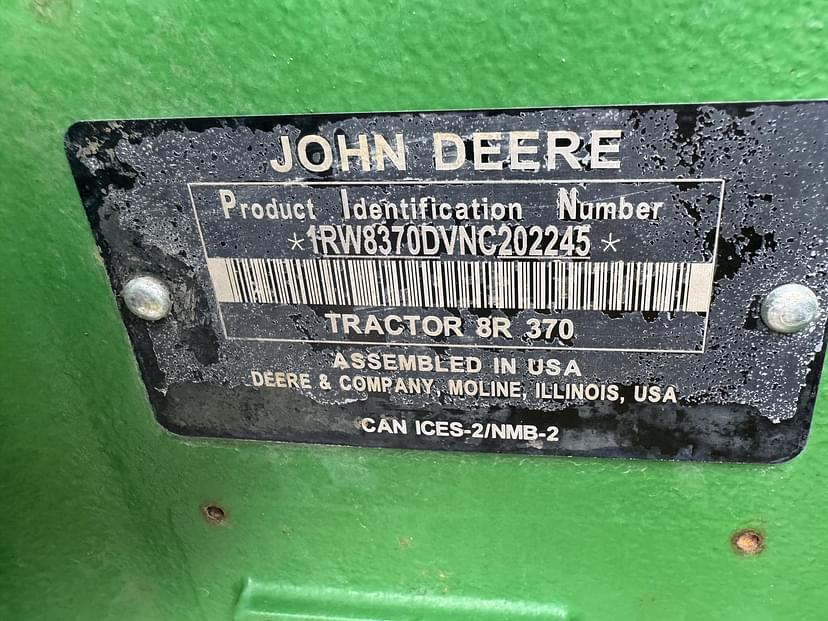 JOHN DEERE
Product Identification Number
*1RW8370DVNC202245*
TRACTOR 8R 370
ASSEMBLED IN USA
DEERE & COMPANY, MOLINE, ILLINOIS, USA
CAN ICES-2/NMB-2